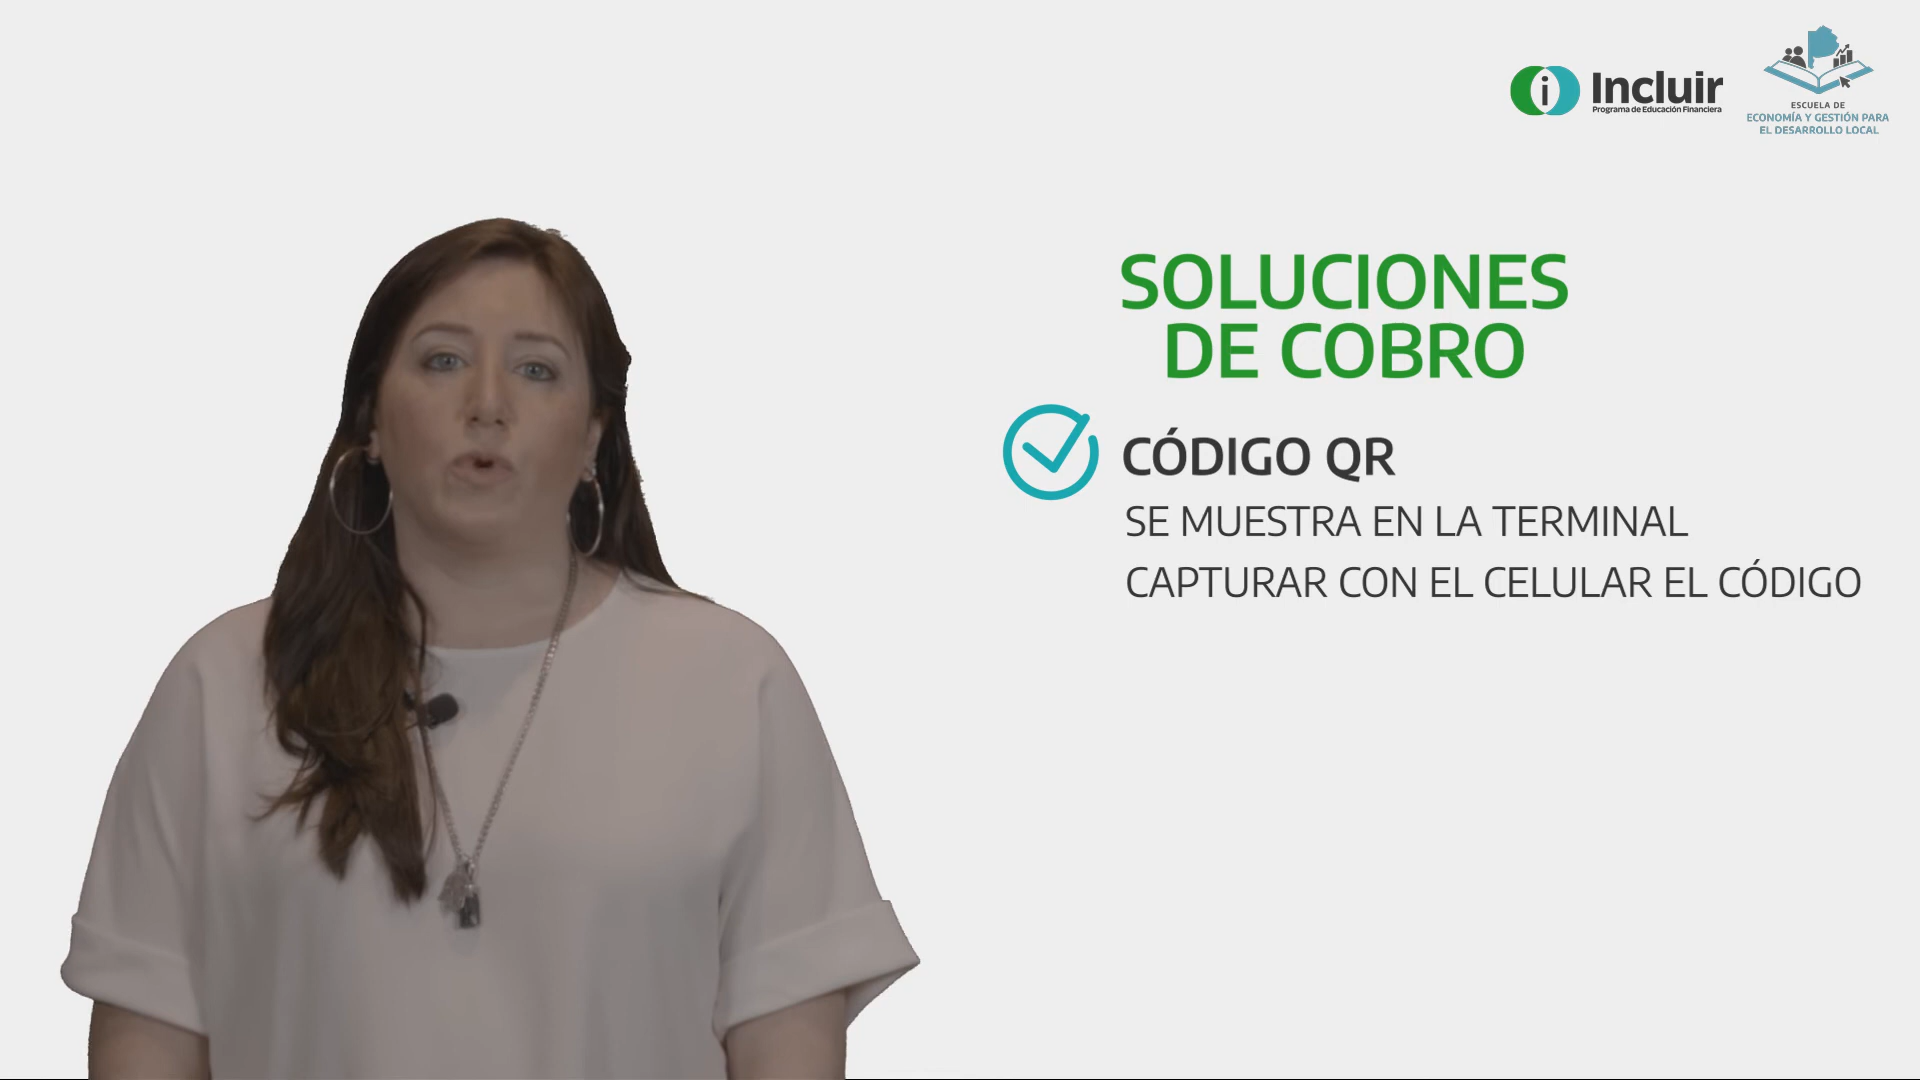 i Incluir
Programa de Educación Financiera
ESCUELA DE
ECONOMÍA Y GESTIÓN PARA
EL DESARROLLO LOCAL
SOLUCIONES
DE COBRO
CÓDIGO QR
SE MUESTRA EN LA TERMINAL
CAPTURAR CON EL CELULAR EL CÓDIGO